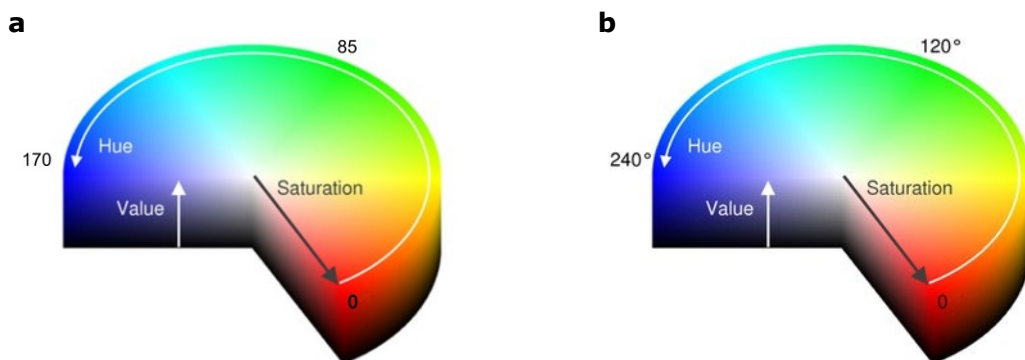 a
85
170
Hue
Saturation
Value
0
b
120°
240°
Hue
Saturation
Value
0